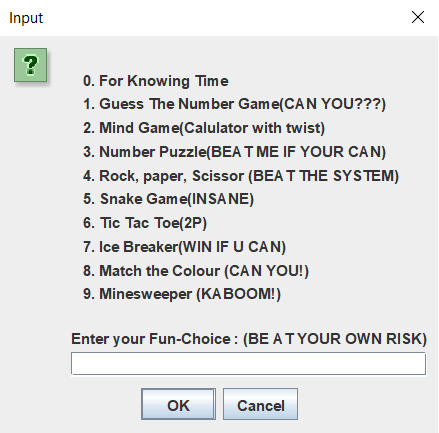 Input
0. For Knowing Time
1. Guess The Number Game(CAN YOU???)
2. Mind Game(Calulator with twist)
3. Number Puzzle(BEAT ME IF YOUR CAN)
4. Rock, paper, Scissor (BEAT THE SYSTEM)
5. Snake Game(INSANE)
6. Tic Tac Toe(2P)
7. Ice Breaker(WIN IF U CAN)
8. Match the Colour (CAN YOU!)
9. Minesweeper (KABOOM!)
Enter your Fun-Choice : (BE AT YOUR OWN RISK)
OK Cancel